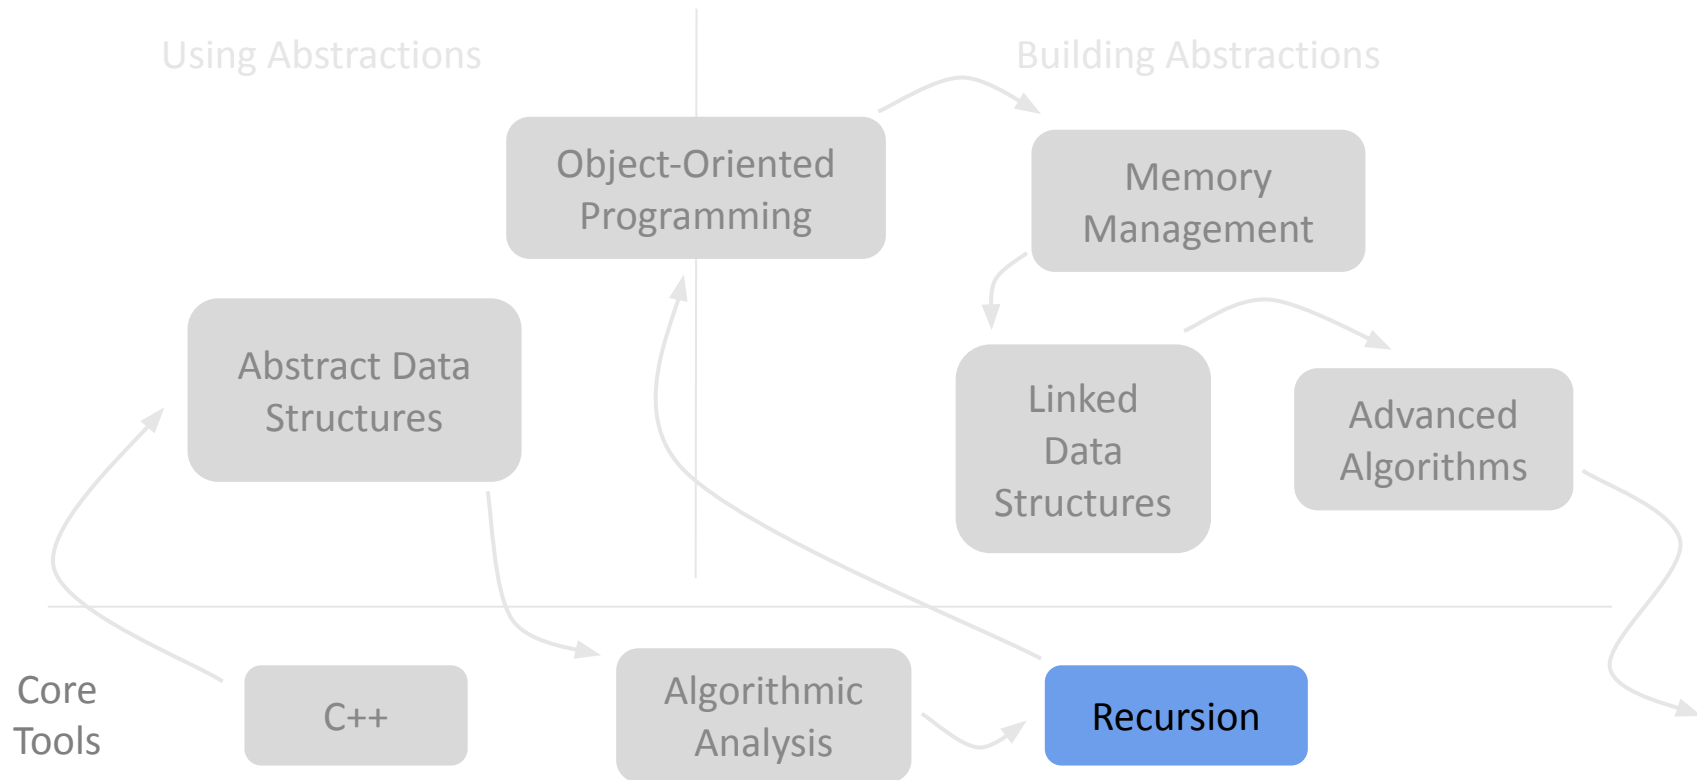 Using Abstractions
Building Abstractions
Object-Oriented
Programming
Memory
Management
Abstract Data
Structures
Linked
Data
Structures
Advanced
Algorithms
Core
Tools
C++
Algorithmic
Analysis
Recursion